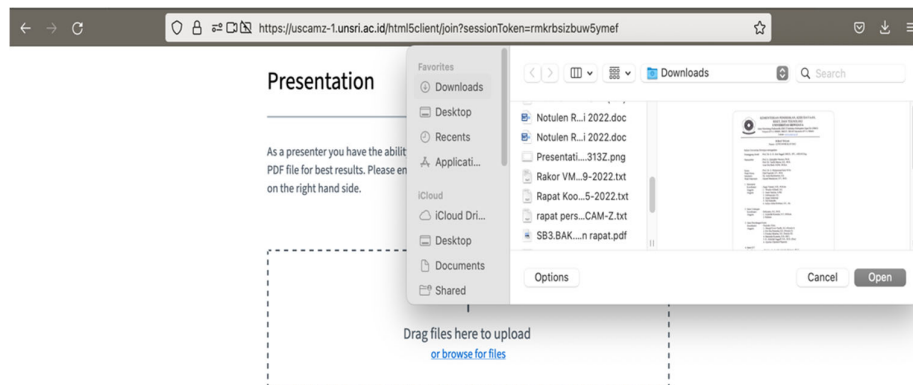 https://uscamz-1.unsri.ac.id/html5client/join?sessionToken=rmkrbsizbuw5ymef
Presentation
As a presenter you have the abilit
PDF file for best results. Please en
on the right hand side.
Favorites
Downloads
Desktop
Recents
Applicati...
iCloud
iCloud Dri...
Desktop
Documents
Shared
Downloads
Search
Notulen R...i 2022.doc
Notulen R...i 2022.doc
Presentati....313Z.png
Rakor VM...9-2022.txt
Rapat Koo...5-2022.txt
rapat pers...CAM-Z.txt
SB3.BAK....n rapat.pdf
Options
Cancel
Open
Drag files here to upload
or browse for files